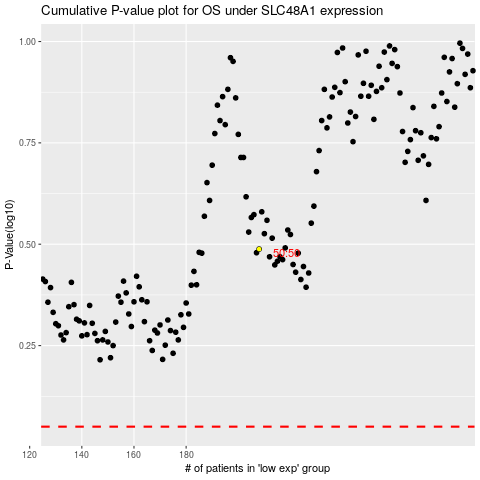 Cumulative P-value plot for OS under SLC48A1 expression
P-Value(log10)
1.00
0.75
0.50
0.25
50:50
120 140 160 180
# of patients in 'low exp' group